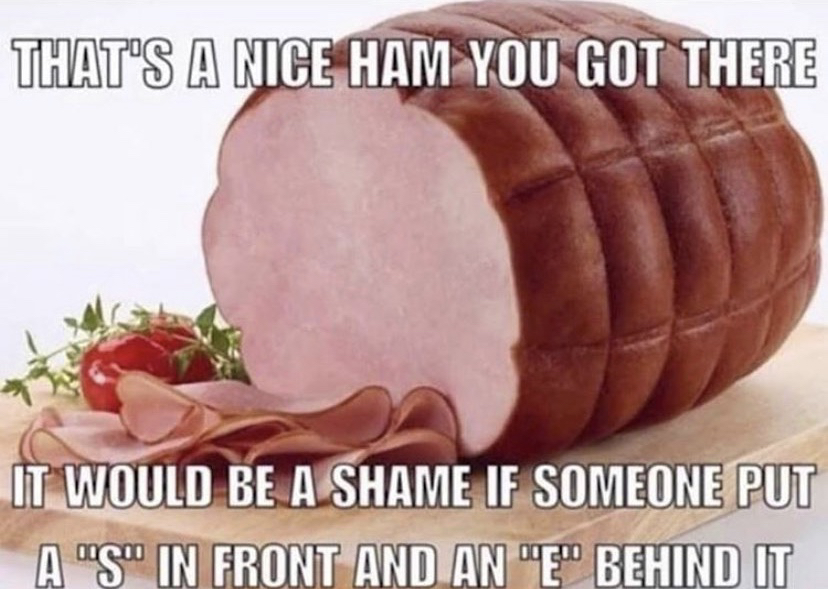 THAT'S A NICE HAM YOU GOT THERE
IT WOULD BE A SHAME IF SOMEONE PUT
A "S" IN FRONT AND AN "E" BEHIND IT